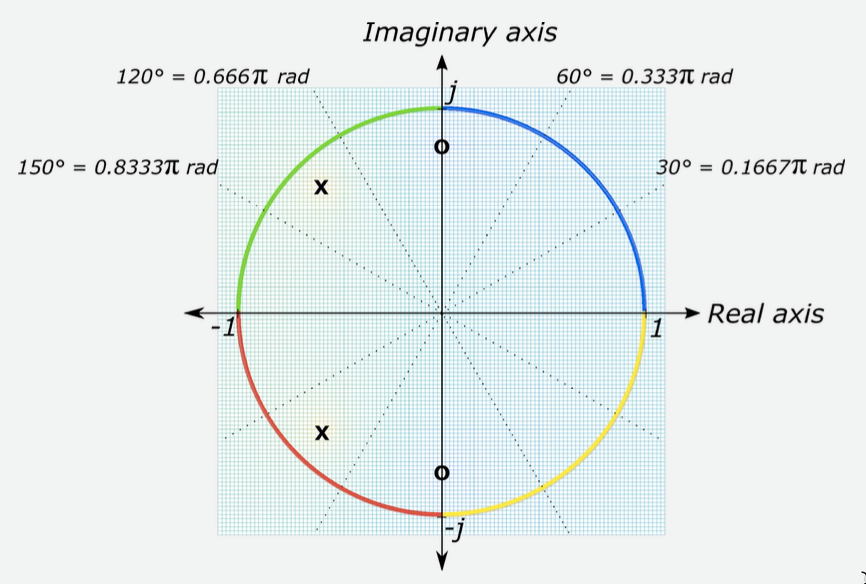 Imaginary axis
120° = 0.666π rad
60° = 0.333π rad
j
o
150° = 0.8333π rad
30° = 0.1667π rad
x
-1
1
Real axis
x
o
-j